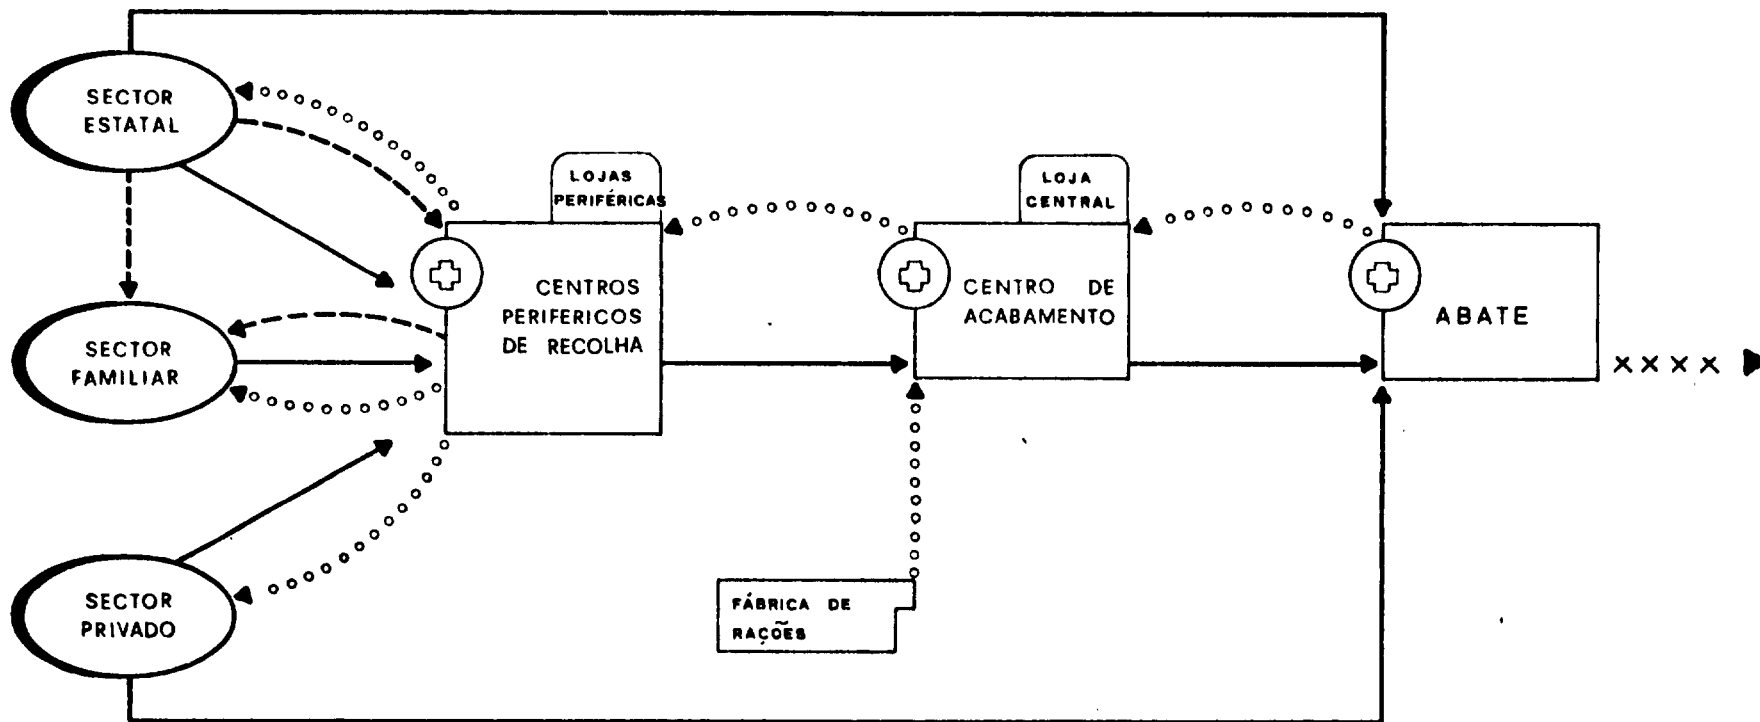 SECTOR
ESTATAL
LOJAS
PERIFÉRICAS
LOJA
CENTRAL
CENTROS
PERIFERICOS
DE RECOLHA
CENTRO DE
ACABAMENTO
ABATE
SECTOR
FAMILIAR
××××
SECTOR
PRIVADO
FÁBRICA DE
RAÇÕES